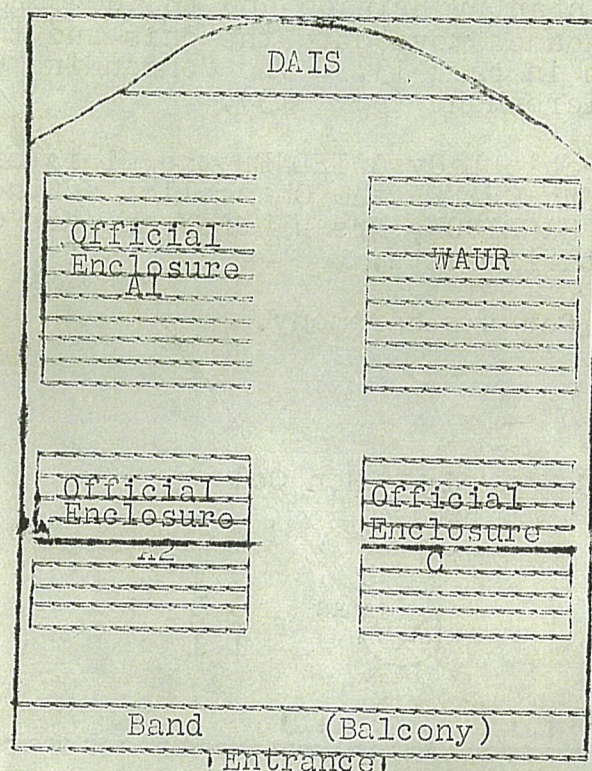 DAIS
Official
Enclosure
A1
WAUR
Official
Enclosure
A2
Official
Enclosure
C
Band (Balcony)
Entrance